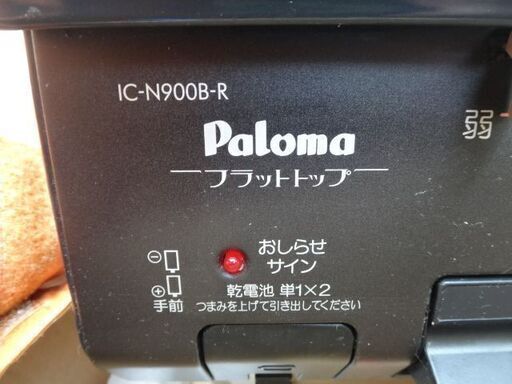 IC-N900B-R
弱
Paloma
フラットトップ
おしらせ
サイン
手前
乾電池 単1×2
つまみを上げて引き出してください